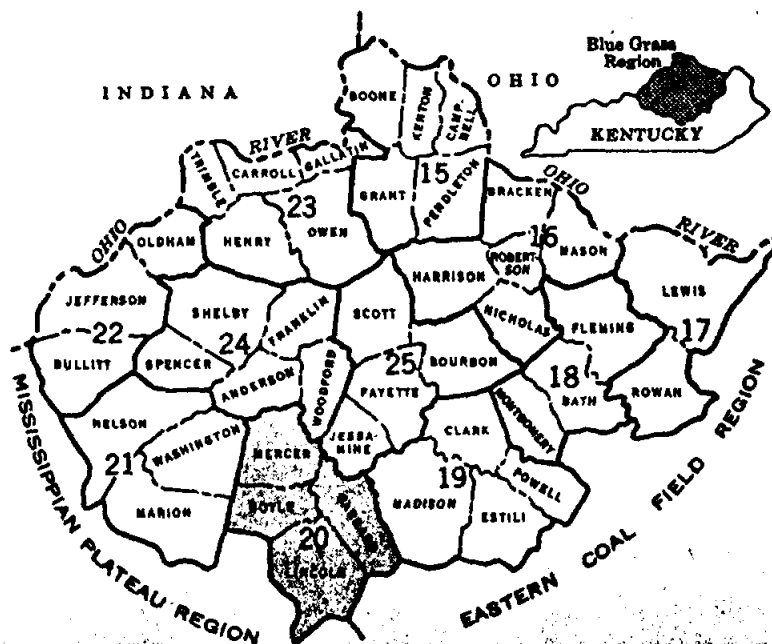 Blue Grass
Region
KENTUCKY
INDIANA
OHIO
BOONE
KENTON
CAMP-
BELL
RIVER
TRIMBLE
CARROLL
GALLATIN
GRANT
15
PENDLETON
BRACKEN
OHIO
23
OWEN
16
MASON
RIVER
OHIO
OLDHAM
HENRY
HARRISON
ROBERT-
SON
LEWIS
JEFFERSON
SHELBY
FRANKLIN
SCOTT
NICHOLAS
FLEMING
17
22
24
BULLITT
SPENCER
ANDERSON
WOODFORD
25
BOURBON
FAYETTE
18
BATH
ROWAN
NELSON
WASHINGTON
MERCER
JESSA-
MINE
CLARK
MONTGOMERY
21
19
POWELL
MARION
BOYLE
GARRARD
MADISON
ESTILI
20
LINCOLN
MISSISSIPPIAN PLATEAU REGION
EASTERN COAL FIELD REGION